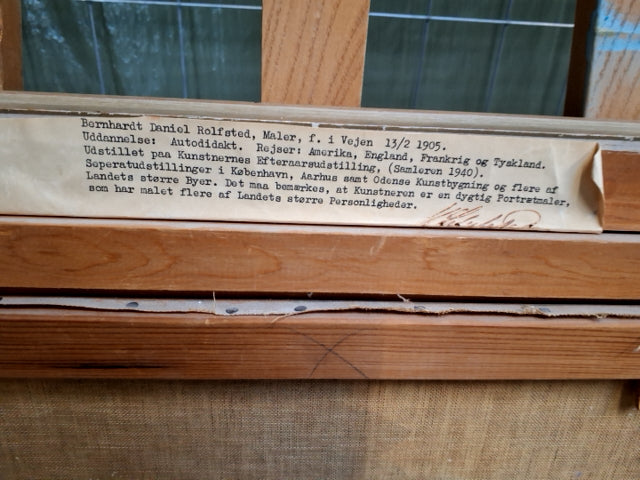 Bernhardt Daniel Rolfsted, Maler, f. i Vejen 13/2 1905.
Uddannelse: Autodidakt. Rejser: Amerika, England, Frankrig og Tyskland.
Udstillet paa Kunstnernes Efteraarsudstilling, (Samleren 1940).
Seperatudstillinger i København, Aarhus samt Odense Kunstbygning og flere af
Landets større Byer. Det maa bemærkes, at Kunstneren er en dygtig Portrætmaler,
som har malet flere af Landets større Personligheder.